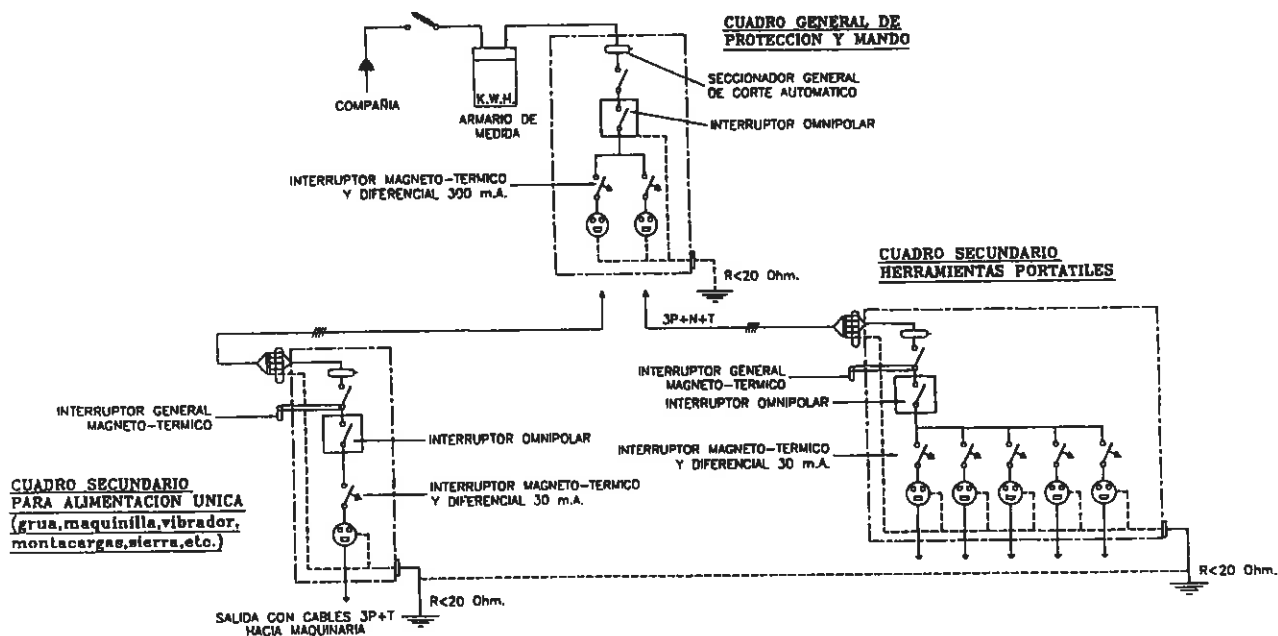 CUADRO GENERAL DE
PROTECCION Y MANDO
SECCIONADOR GENERAL
DE CORTE AUTOMATICO
COMPAÑIA
K.W.H.
ARMARIO DE
MEDIDA
INTERRUPTOR OMNIPOLAR
INTERRUPTOR MAGNETO-TERMICO
Y DIFERENCIAL 300 m.A.
R<20 Ohm.
CUADRO SECUNDARIO
HERRAMIENTAS PORTATILES
3P+N+T
INTERRUPTOR GENERAL
MAGNETO-TERMICO
INTERRUPTOR OMNIPOLAR
INTERRUPTOR MAGNETO-TERMICO
Y DIFERENCIAL 30 m.A.
INTERRUPTOR GENERAL
MAGNETO-TERMICO
INTERRUPTOR OMNIPOLAR
INTERRUPTOR MAGNETO-TERMICO
Y DIFERENCIAL 30 m.A.
CUADRO SECUNDARIO
PARA ALIMENTACION UNICA
(grua,maquinilla,vibrador,
montacargas,sierra,etc.)
R<20 Ohm.
R<20 Ohm.
SALIDA CON CABLES 3P+T
HACIA MAQUINARIA